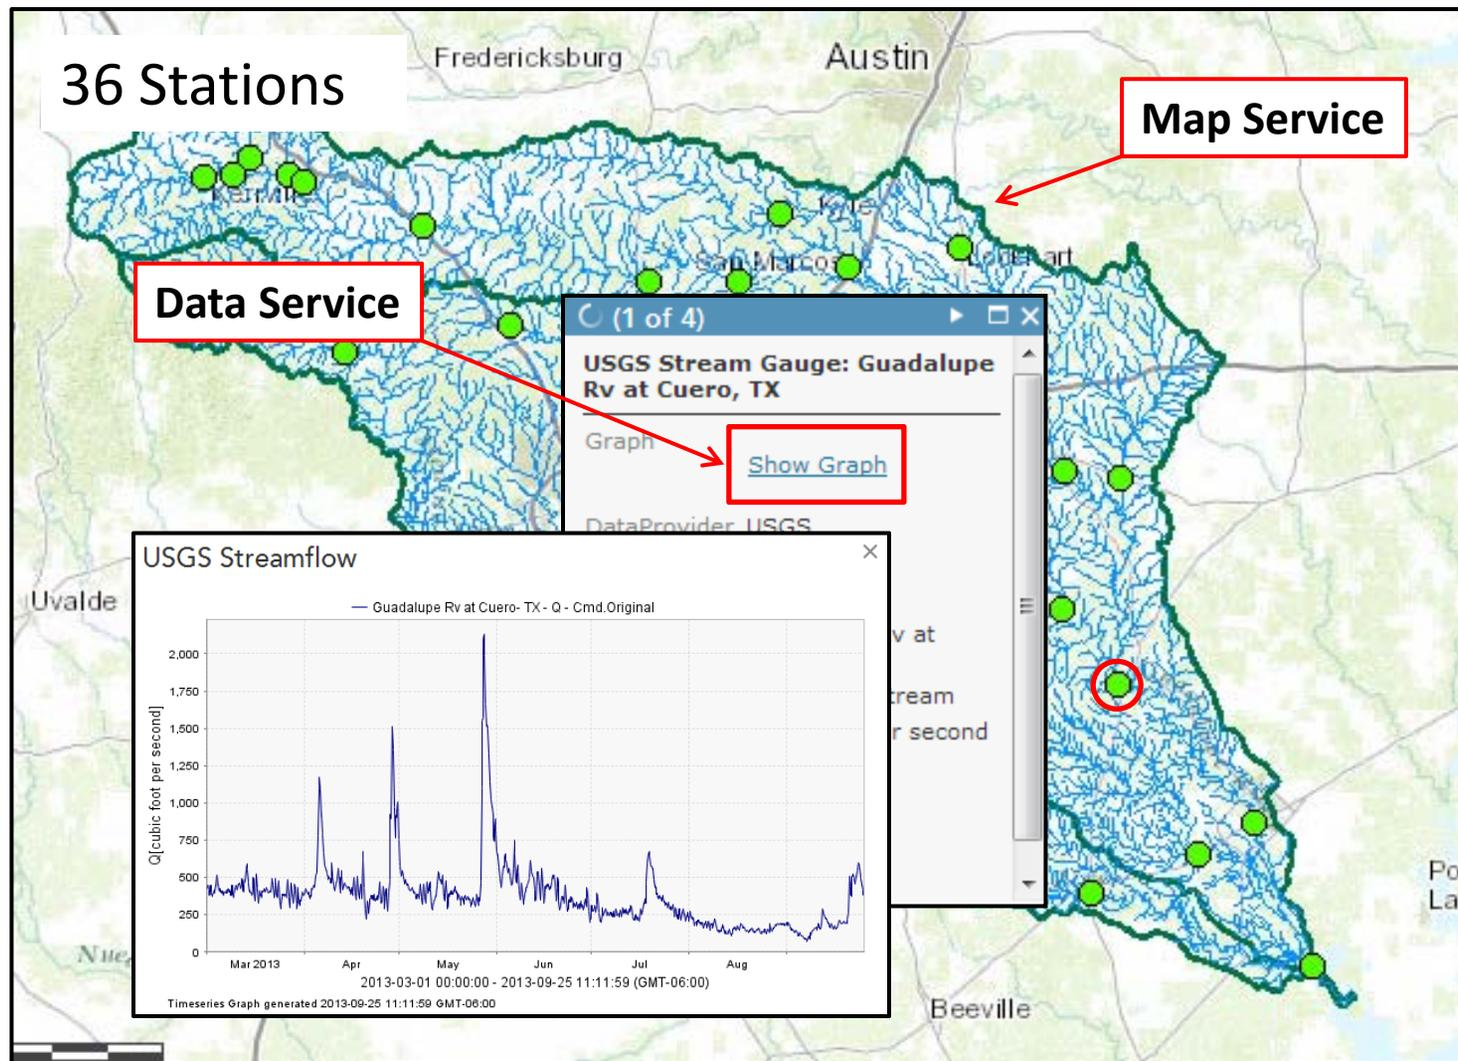 36 Stations
Fredericksburg
Austin
Map Service
Kerrville
Kyle
San Marcos
Lockhart
Data Service
(1 of 4)
USGS Stream Gauge: Guadalupe
Rv at Cuero, TX
Graph
Show Graph
DataProvider USGS
v at
tream
r second
Uvalde
USGS Streamflow
Guadalupe Rv at Cuero- TX - Q - Cmd.Original
Q[cubic foot per second]
2,000
1,750
1,500
1,250
1,000
750
500
250
0
Mar 2013 Apr May Jun Jul Aug
2013-03-01 00:00:00 - 2013-09-25 11:11:59 (GMT-06:00)
Timeseries Graph generated 2013-09-25 11:11:59 GMT-06:00
Po
La
Nue
Beeville